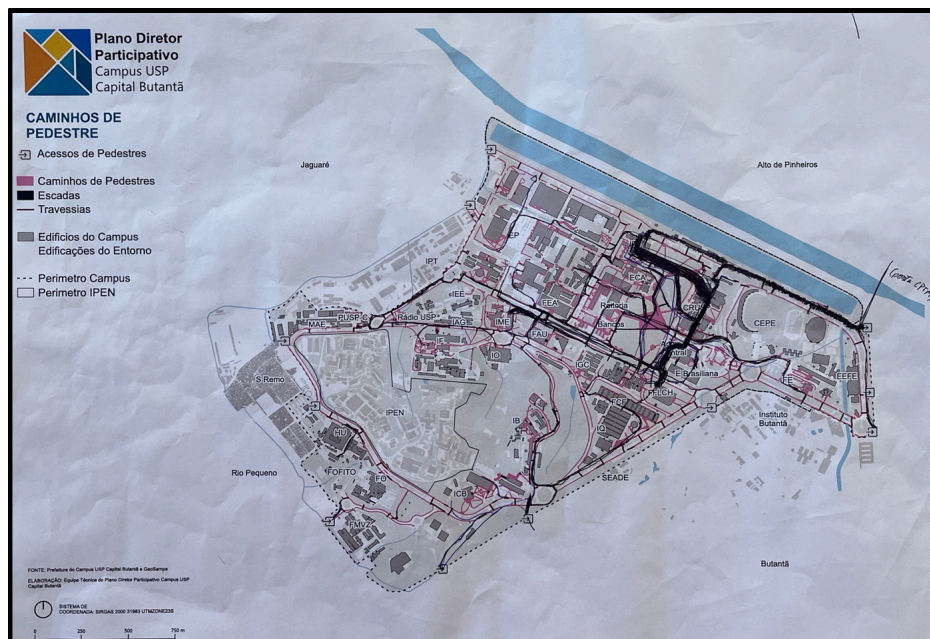 Plano Diretor
Participativo
Campus USP
Capital Butantã
CAMINHOS DE
PEDESTRE
Acessos de Pedestres
Caminhos de Pedestres
Escadas
Travessias
Edifícios do Campus
Edificações do Entorno
Perimetro Campus
Perimetro IPEN
Jaguaré
Alto de Pinheiros
EP
IPT
ECA
IEE
FEA
Reitoria
CRUSP
(ponte CPTM)
PUSP-C
Rádio USP
MAE
IAG
IME
FAU
Bancos
CEPE
IF
IO
IGC
Central
E Brasiliana
FE
EEFE
S Remo
IPEN
FCF
FFLCH
IB
IQ
Instituto
Butantã
HU
Rio Pequeno
FOFITO
FO
ICB
SEADE
FMVZ
Butantã
FONTE: Prefeitura do Campus USP Capital Butantã e GeoSampa
ELABORAÇÃO: Equipe Técnica do Plano Diretor Participativo Campus USP
Capital Butantã
SISTEMA DE
COORDENADA: SIRGAS 2000 31983 UTMZONE23S
0 250 500 750 m